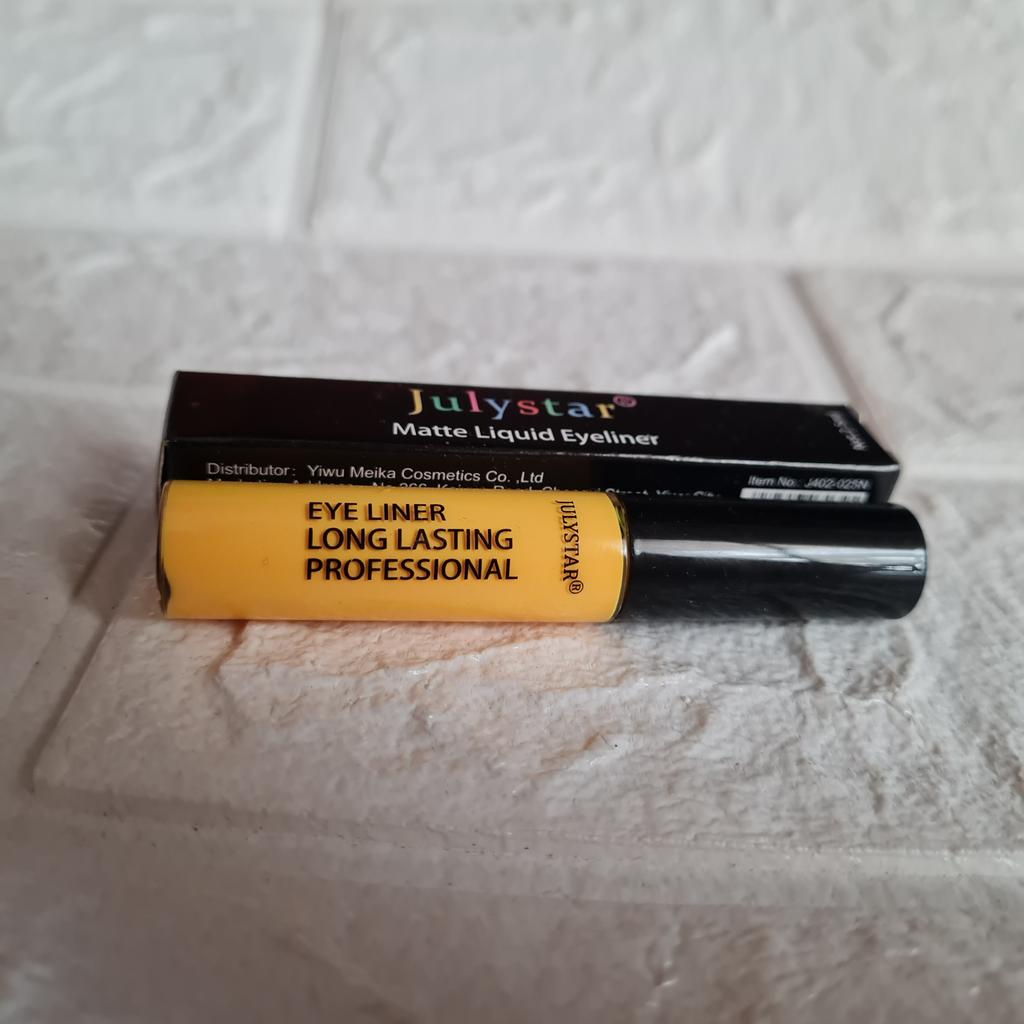 Julystar®
Matte Liquid Eyeliner
Distributor: Yiwu Meika Cosmetics Co. ,Ltd
Item No.: J402-025N
EYE LINER
LONG LASTING
PROFESSIONAL
JULYSTAR®